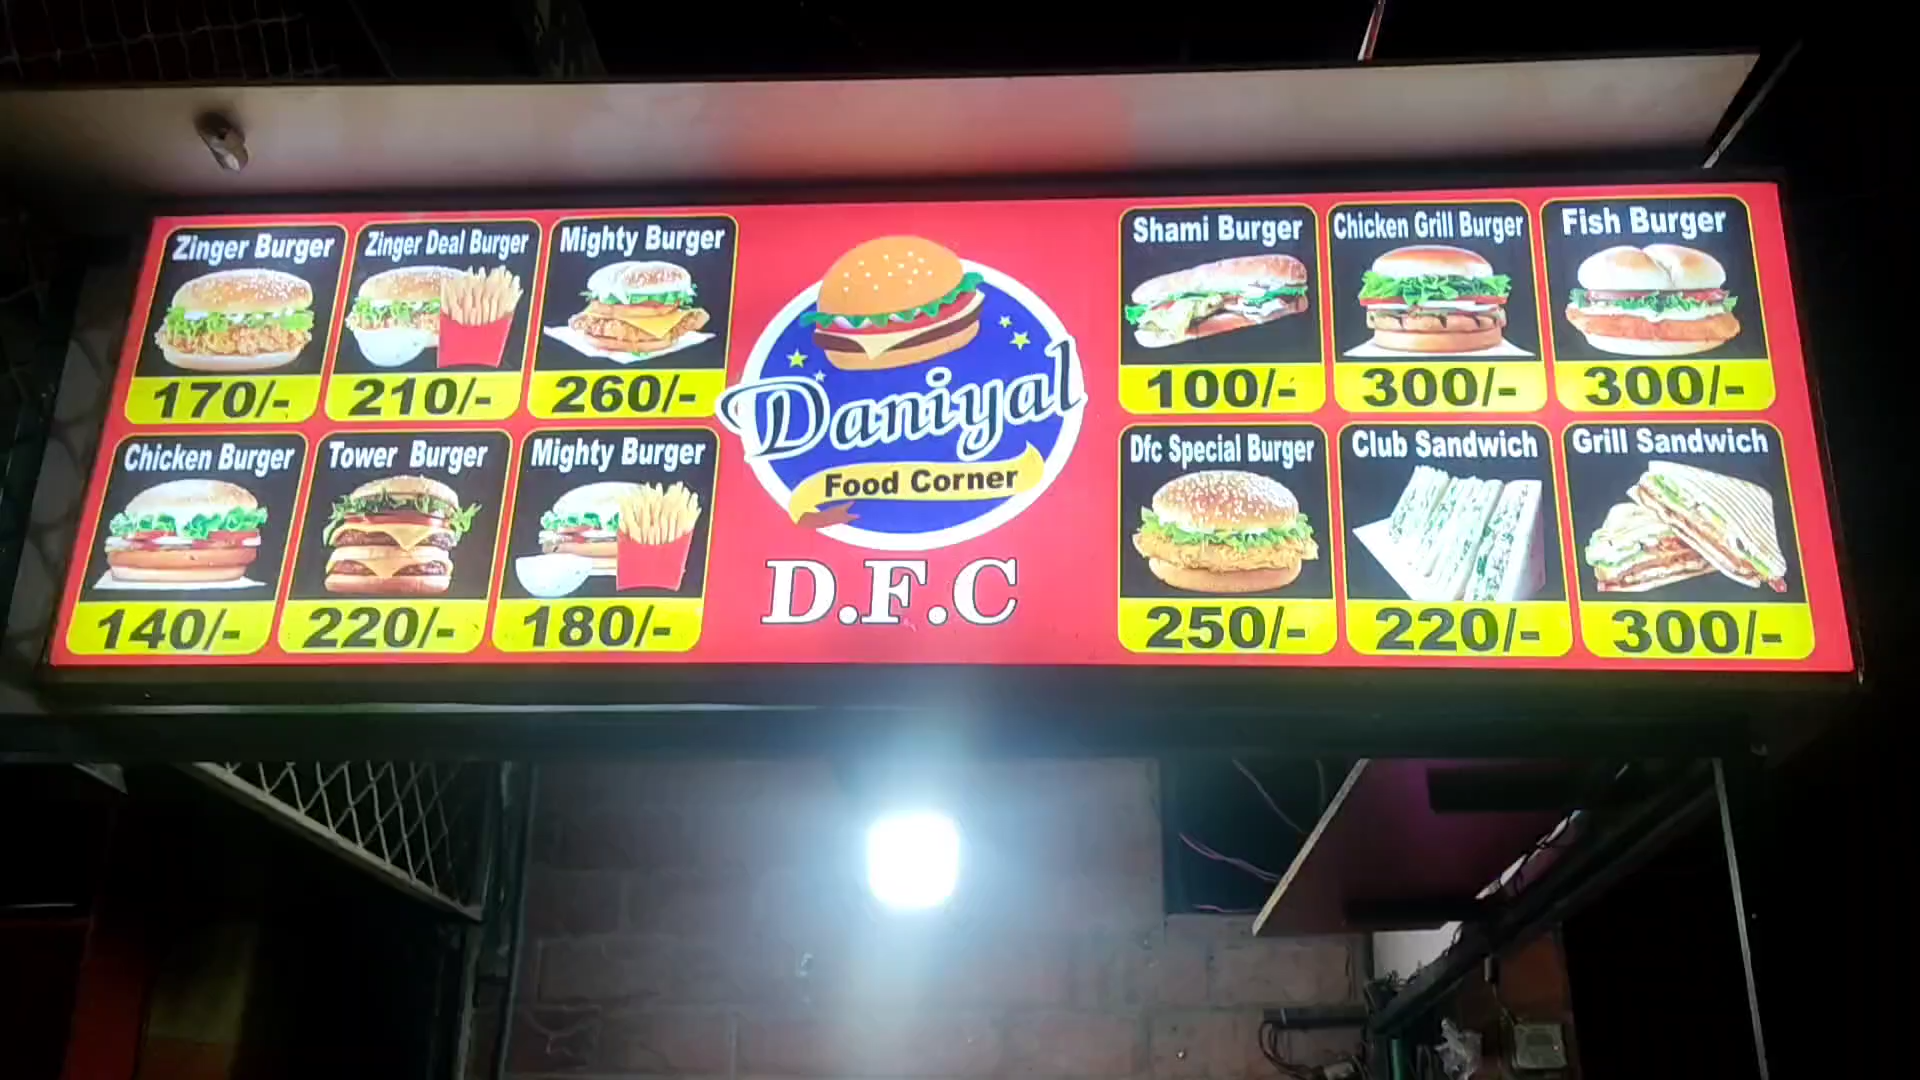 Zinger Burger
170/-
Zinger Deal Burger
210/-
Mighty Burger
260/-
Chicken Burger
140/-
Tower Burger
220/-
Mighty Burger
180/-
Daniyal
Food Corner
D.F.C
Shami Burger
100/-
Chicken Grill Burger
300/-
Fish Burger
300/-
Dfc Special Burger
250/-
Club Sandwich
220/-
Grill Sandwich
300/-